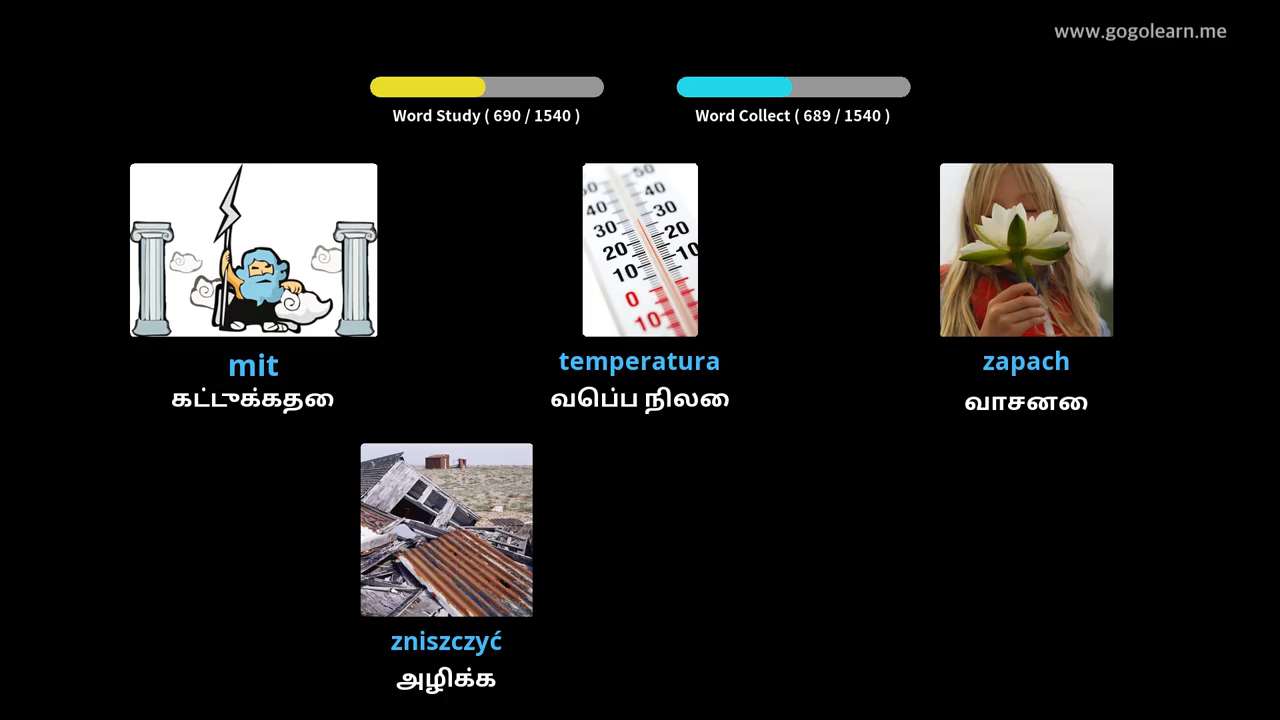 www.gogolearn.me
Word Study ( 690 / 1540 )
Word Collect ( 689 / 1540 )
mit
கட்டுக்கதை
temperatura
வெப்ப நிலை
zapach
வாசனை
zniszczyć
அழிக்க